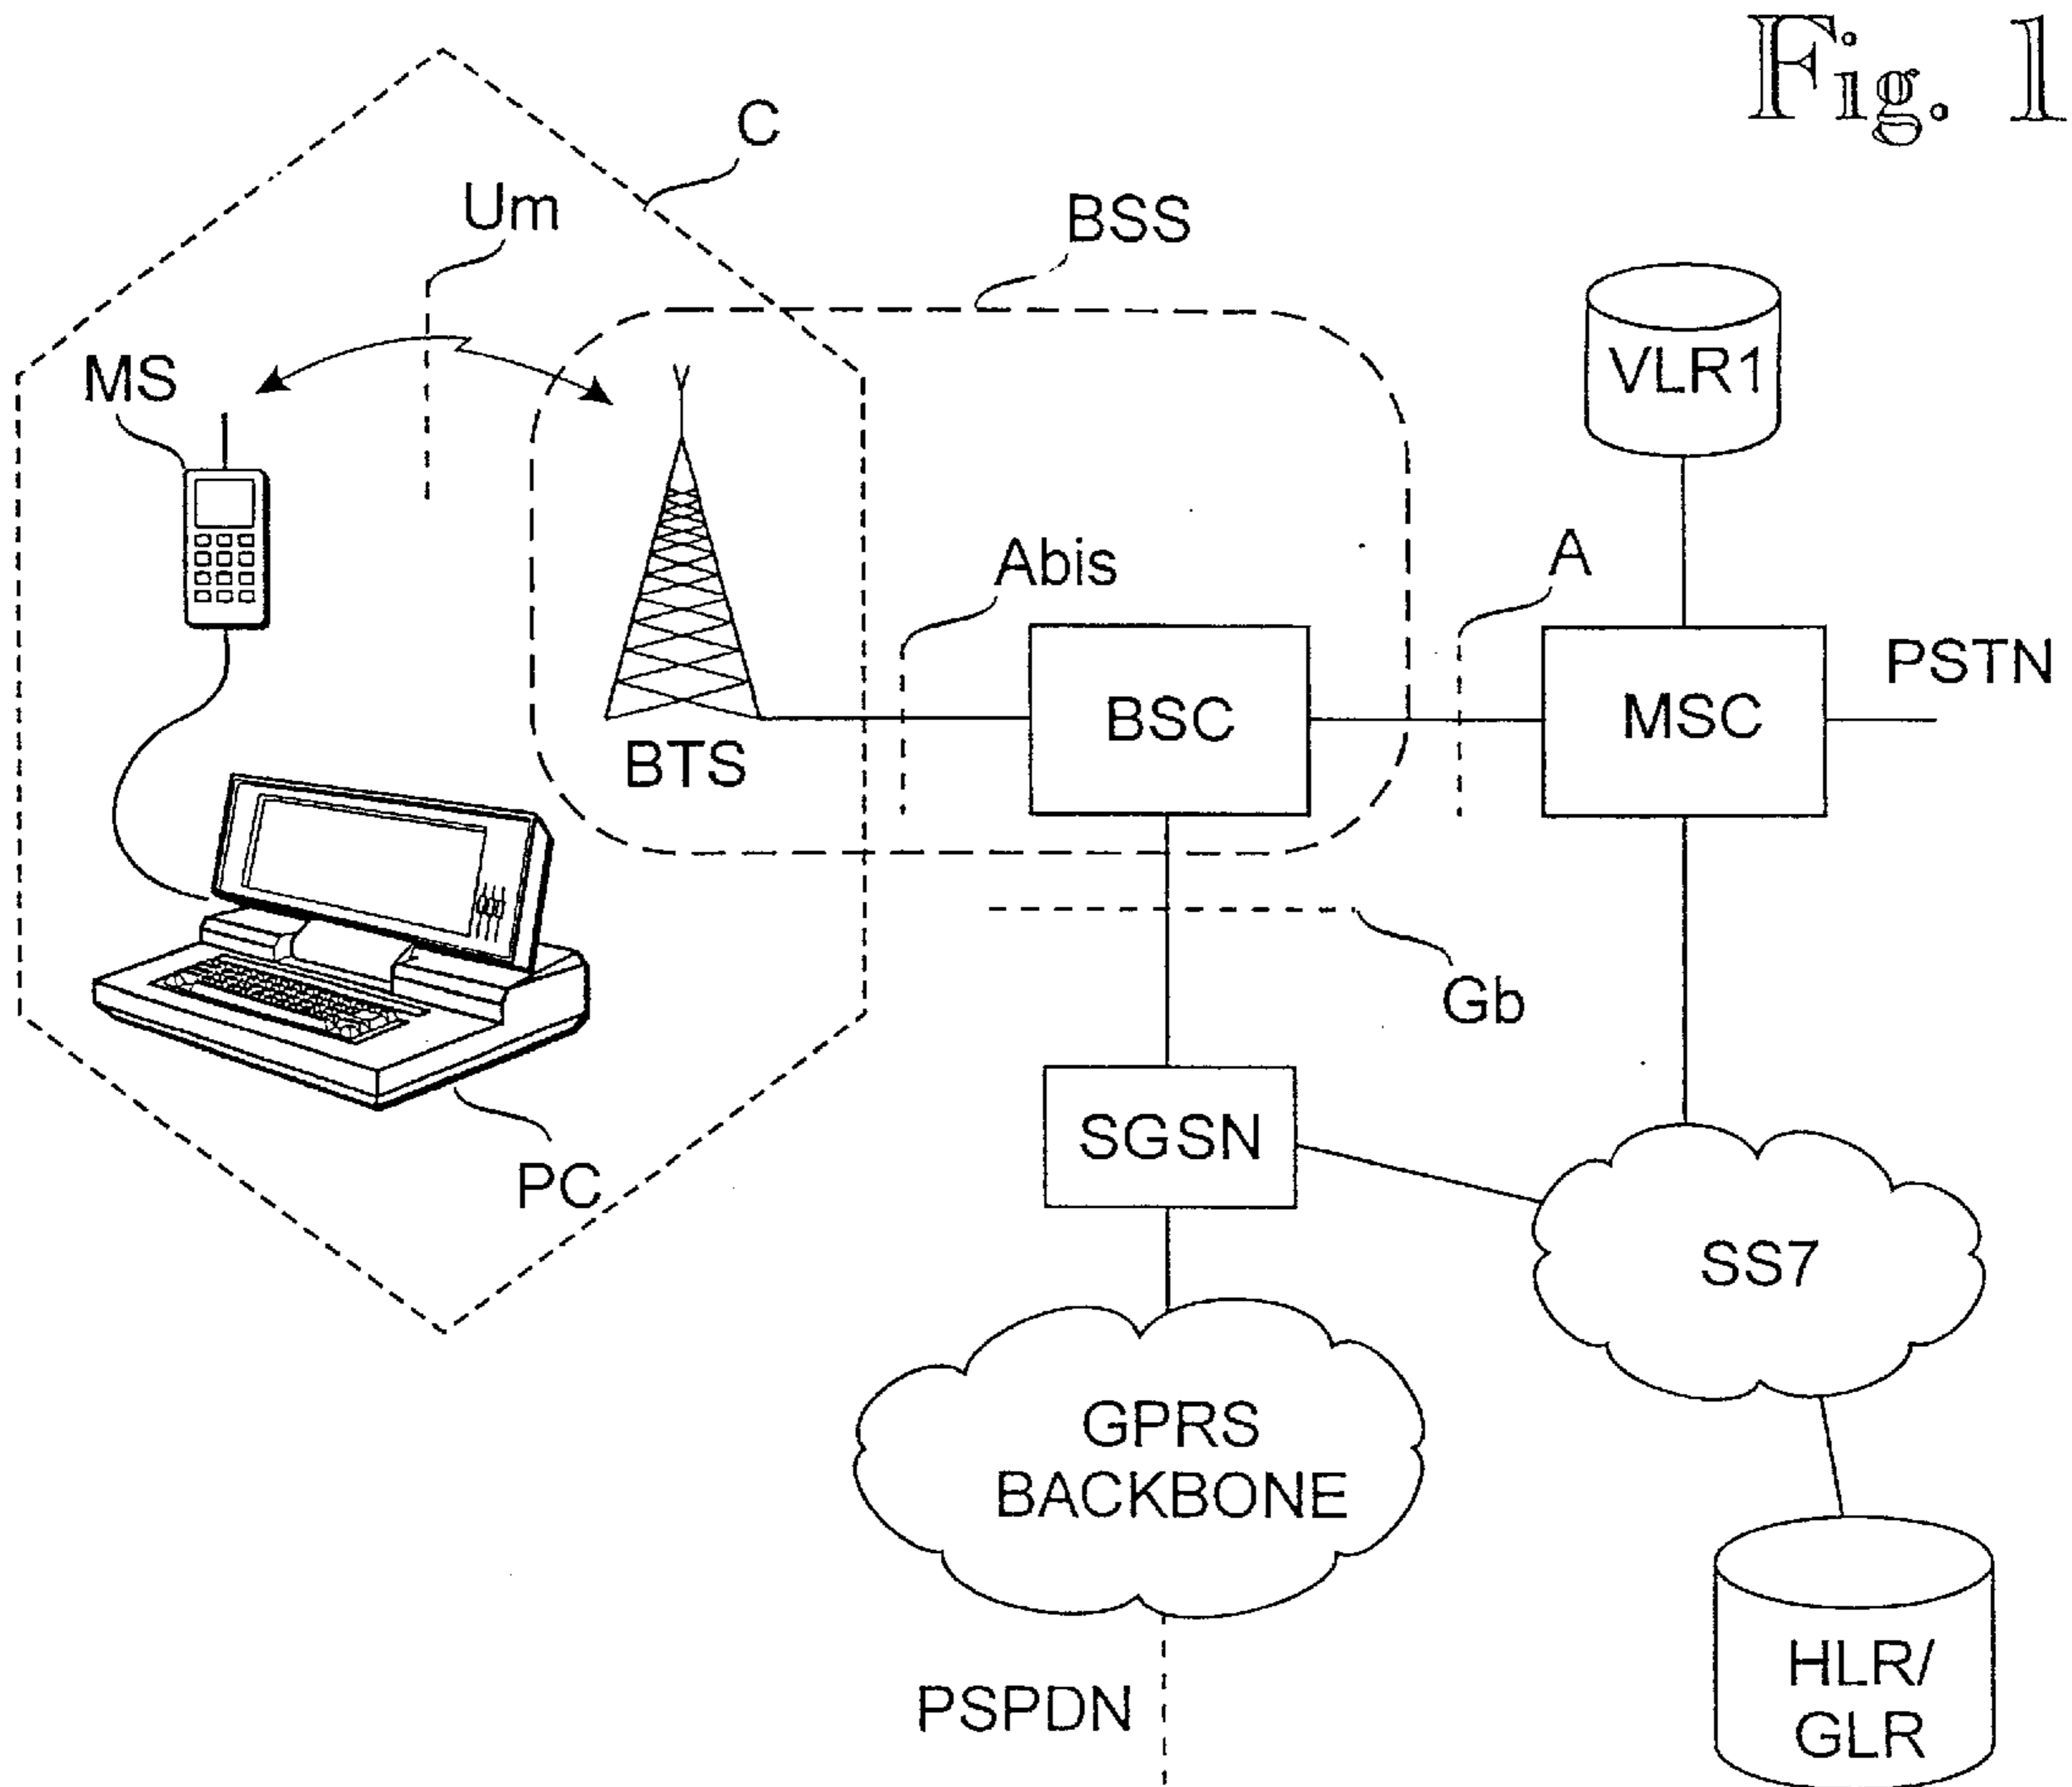 Fig. 1
C
Um
BSS
VLR1
MS
Abis
A
PSTN
BSC
MSC
BTS
Gb
SGSN
PC
SS7
GPRS
BACKBONE
HLR/
GLR
PSPDN